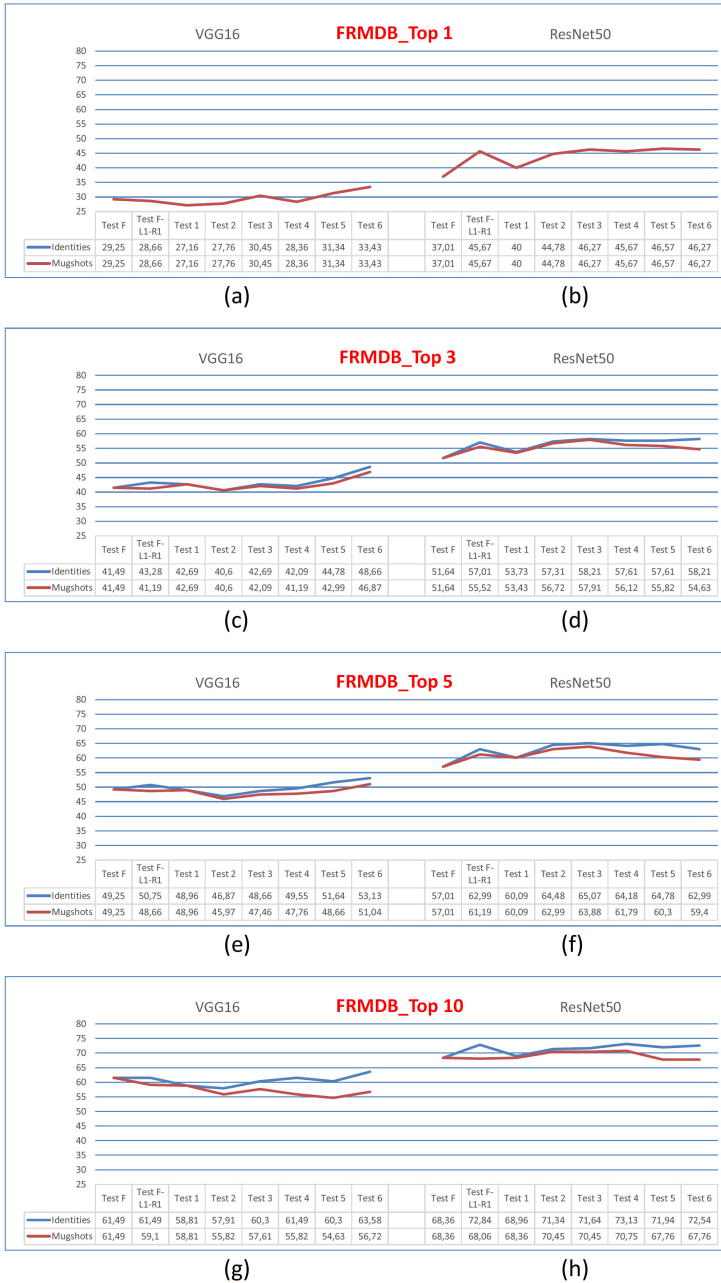 VGG16 FRMDB_Top 1 ResNet50
80
75
70
65
60
55
50
45
40
35
30
25
Test F Test F-L1-R1 Test 1 Test 2 Test 3 Test 4 Test 5 Test 6 Test F Test F-L1-R1 Test 1 Test 2 Test 3 Test 4 Test 5 Test 6
Identities 29,25 28,66 27,16 27,76 30,45 28,36 31,34 33,43 37,01 45,67 40 44,78 46,27 45,67 46,57 46,27
Mugshots 29,25 28,66 27,16 27,76 30,45 28,36 31,34 33,43 37,01 45,67 40 44,78 46,27 45,67 46,57 46,27
(a) (b)
VGG16 FRMDB_Top 3 ResNet50
80
75
70
65
60
55
50
45
40
35
30
25
Test F Test F-L1-R1 Test 1 Test 2 Test 3 Test 4 Test 5 Test 6 Test F Test F-L1-R1 Test 1 Test 2 Test 3 Test 4 Test 5 Test 6
Identities 41,49 43,28 42,69 40,6 42,69 42,09 44,78 48,66 51,64 57,01 53,73 57,31 58,21 57,61 57,61 58,21
Mugshots 41,49 41,19 42,69 40,6 42,09 41,19 42,99 46,87 51,64 55,52 53,43 56,72 57,91 56,12 55,82 54,63
(c) (d)
VGG16 FRMDB_Top 5 ResNet50
80
75
70
65
60
55
50
45
40
35
30
25
Test F Test F-L1-R1 Test 1 Test 2 Test 3 Test 4 Test 5 Test 6 Test F Test F-L1-R1 Test 1 Test 2 Test 3 Test 4 Test 5 Test 6
Identities 49,25 50,75 48,96 46,87 48,66 49,55 51,64 53,13 57,01 62,99 60,09 64,48 65,07 64,18 64,78 62,99
Mugshots 49,25 48,66 48,96 45,97 47,46 47,76 48,66 51,04 57,01 61,19 60,09 62,99 63,88 61,79 60,3 59,4
(e) (f)
VGG16 FRMDB_Top 10 ResNet50
80
75
70
65
60
55
50
45
40
35
30
25
Test F Test F-L1-R1 Test 1 Test 2 Test 3 Test 4 Test 5 Test 6 Test F Test F-L1-R1 Test 1 Test 2 Test 3 Test 4 Test 5 Test 6
Identities 61,49 61,49 58,81 57,91 60,3 61,49 60,3 63,58 68,36 72,84 68,96 71,34 71,64 73,13 71,94 72,54
Mugshots 61,49 59,1 58,81 55,82 57,61 55,82 54,63 56,72 68,36 68,06 68,36 70,45 70,45 70,75 67,76 67,76
(g) (h)